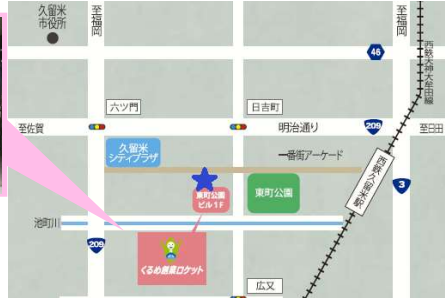 久留米
市役所
至福岡
至福岡
46
西鉄天神大牟田線
六ツ門
日吉町
至佐賀
明治通り
209
至日田
久留米
シティプラザ
一番街アーケード
西鉄久留米駅
3
東町公園
ビル1F
東町公園
池町川
209
くるめ創業ロケット
広又